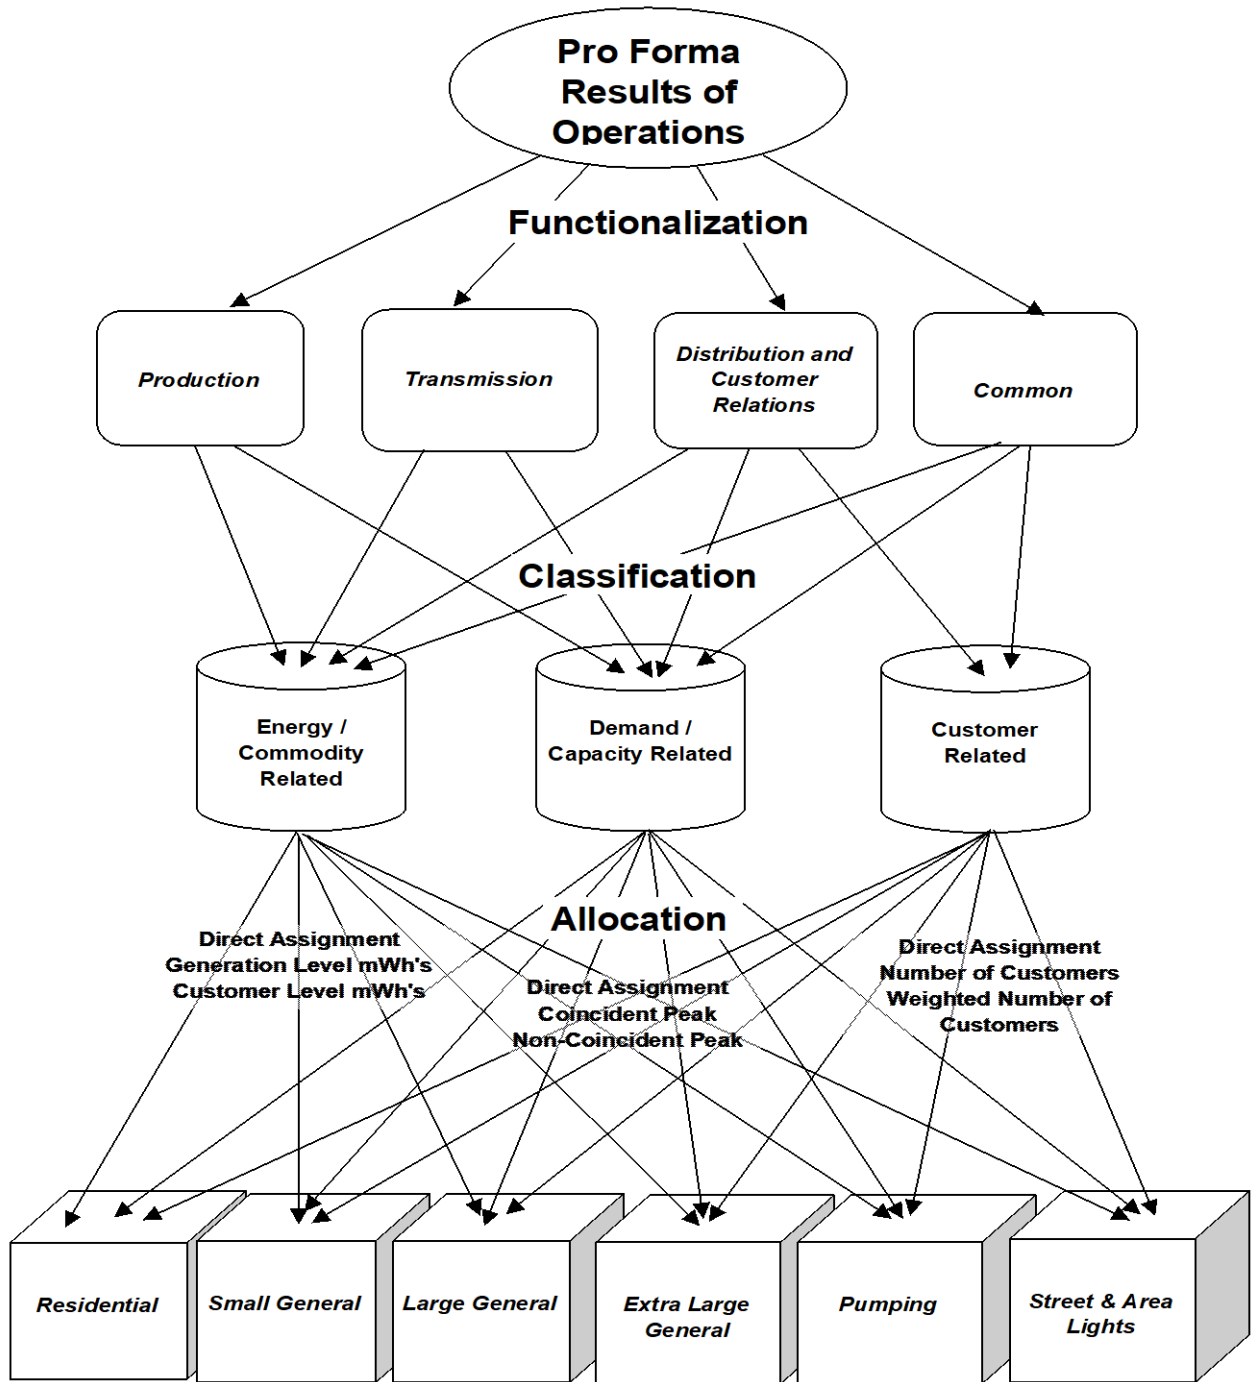 Pro Forma
Results of
Operations
Functionalization
Production
Transmission
Distribution and
Customer
Relations
Common
Classification
Energy /
Commodity
Related
Demand /
Capacity Related
Customer
Related
Allocation
Direct Assignment
Generation Level mWh's
Customer Level mWh's
Direct Assignment
Coincident Peak
Non-Coincident Peak
Direct Assignment
Number of Customers
Weighted Number of
Customers
Residential
Small General
Large General
Extra Large
General
Pumping
Street & Area
Lights